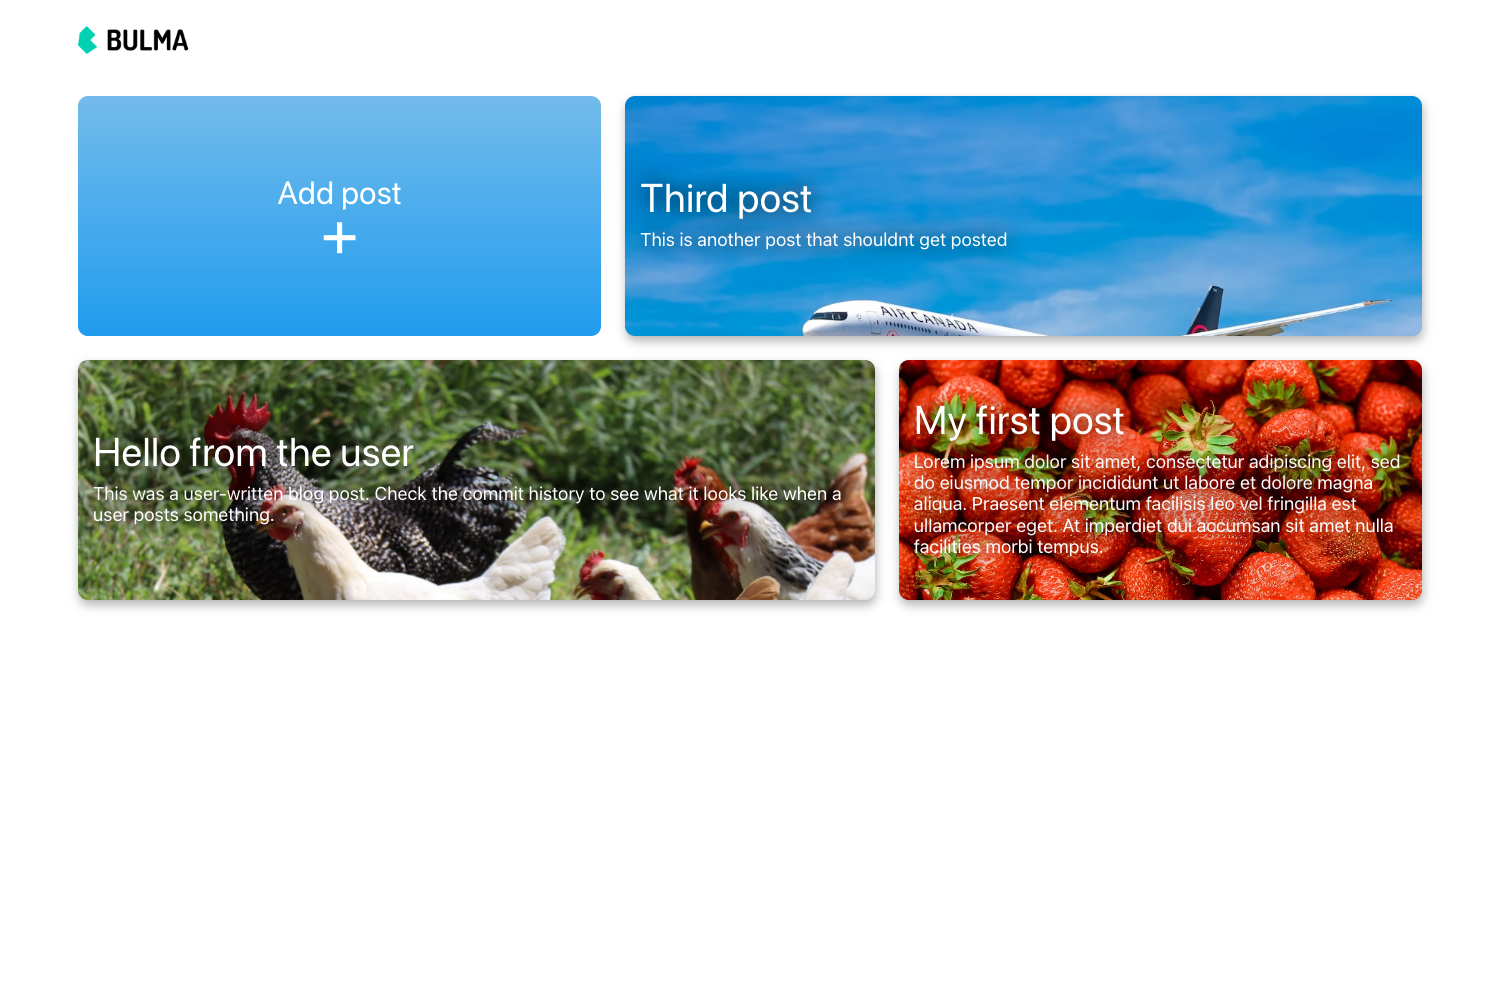 BULMA
Add post
Third post
This is another post that shouldnt get posted
AIR CANADA
Hello from the user
This was a user-written blog post. Check the commit history to see what it looks like when a
user posts something.
My first post
Lorem ipsum dolor sit amet, consectetur adipiscing elit, sed
do eiusmod tempor incididunt ut labore et dolore magna
aliqua. Praesent elementum facilisis leo vel fringilla est
ullamcorper eget. At imperdiet dui accumsan sit amet nulla
facilities morbi tempus.